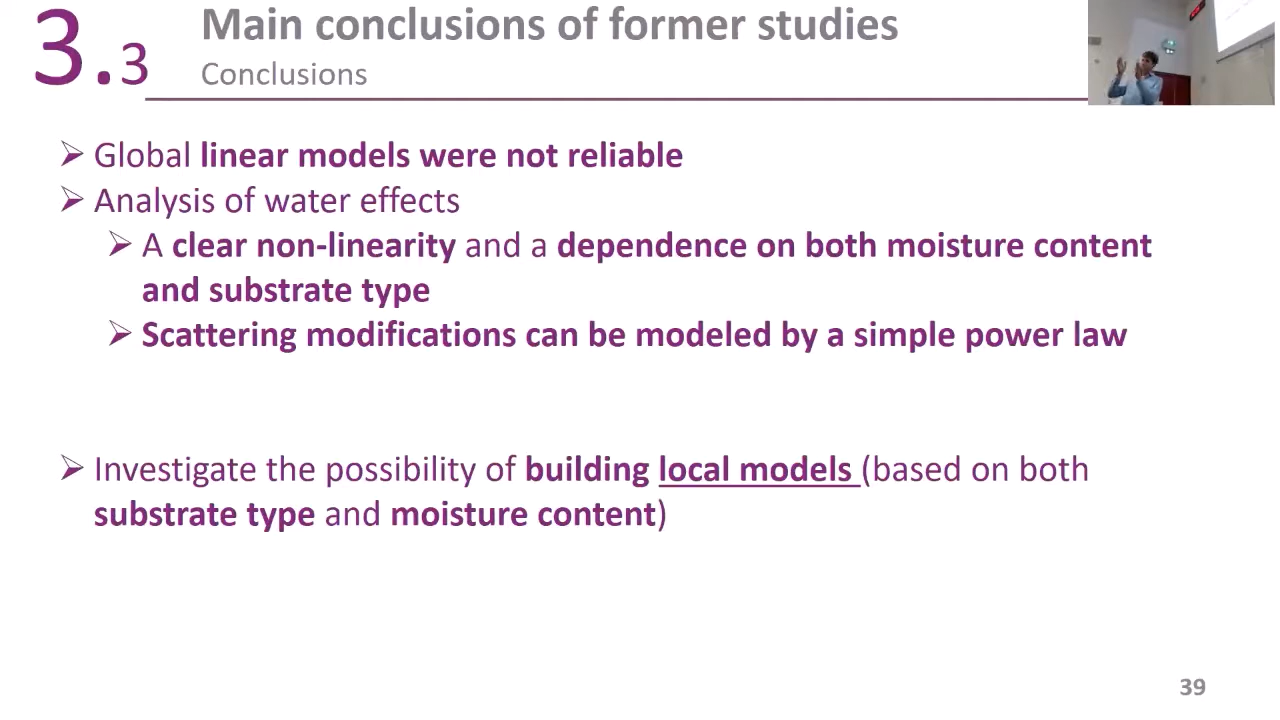 3.3
Main conclusions of former studies
Conclusions
➢ Global linear models were not reliable
➢ Analysis of water effects
➢ A clear non-linearity and a dependence on both moisture content
and substrate type
➢ Scattering modifications can be modeled by a simple power law
➢ Investigate the possibility of building local models (based on both
substrate type and moisture content)
39